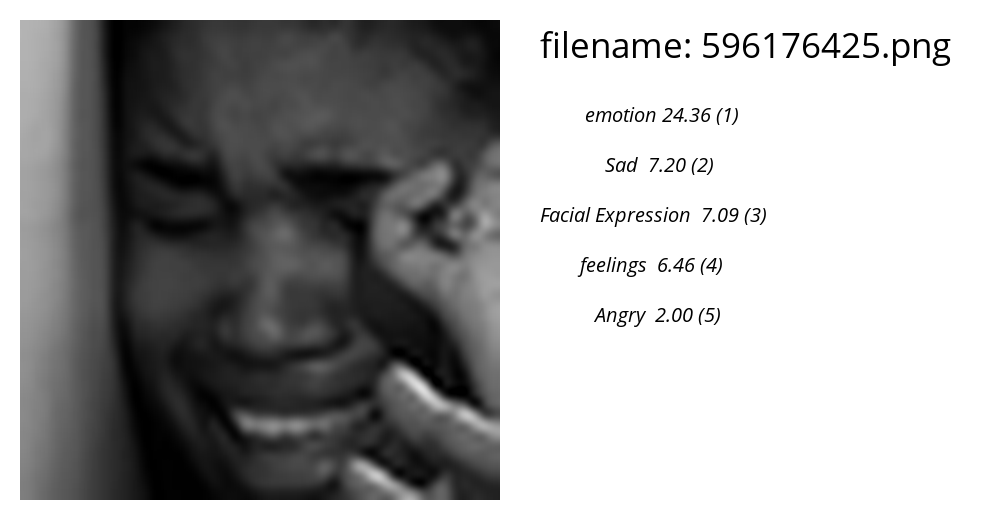 filename: 596176425.png
emotion 24.36 (1)
Sad 7.20 (2)
Facial Expression 7.09 (3)
feelings 6.46 (4)
Angry 2.00 (5)